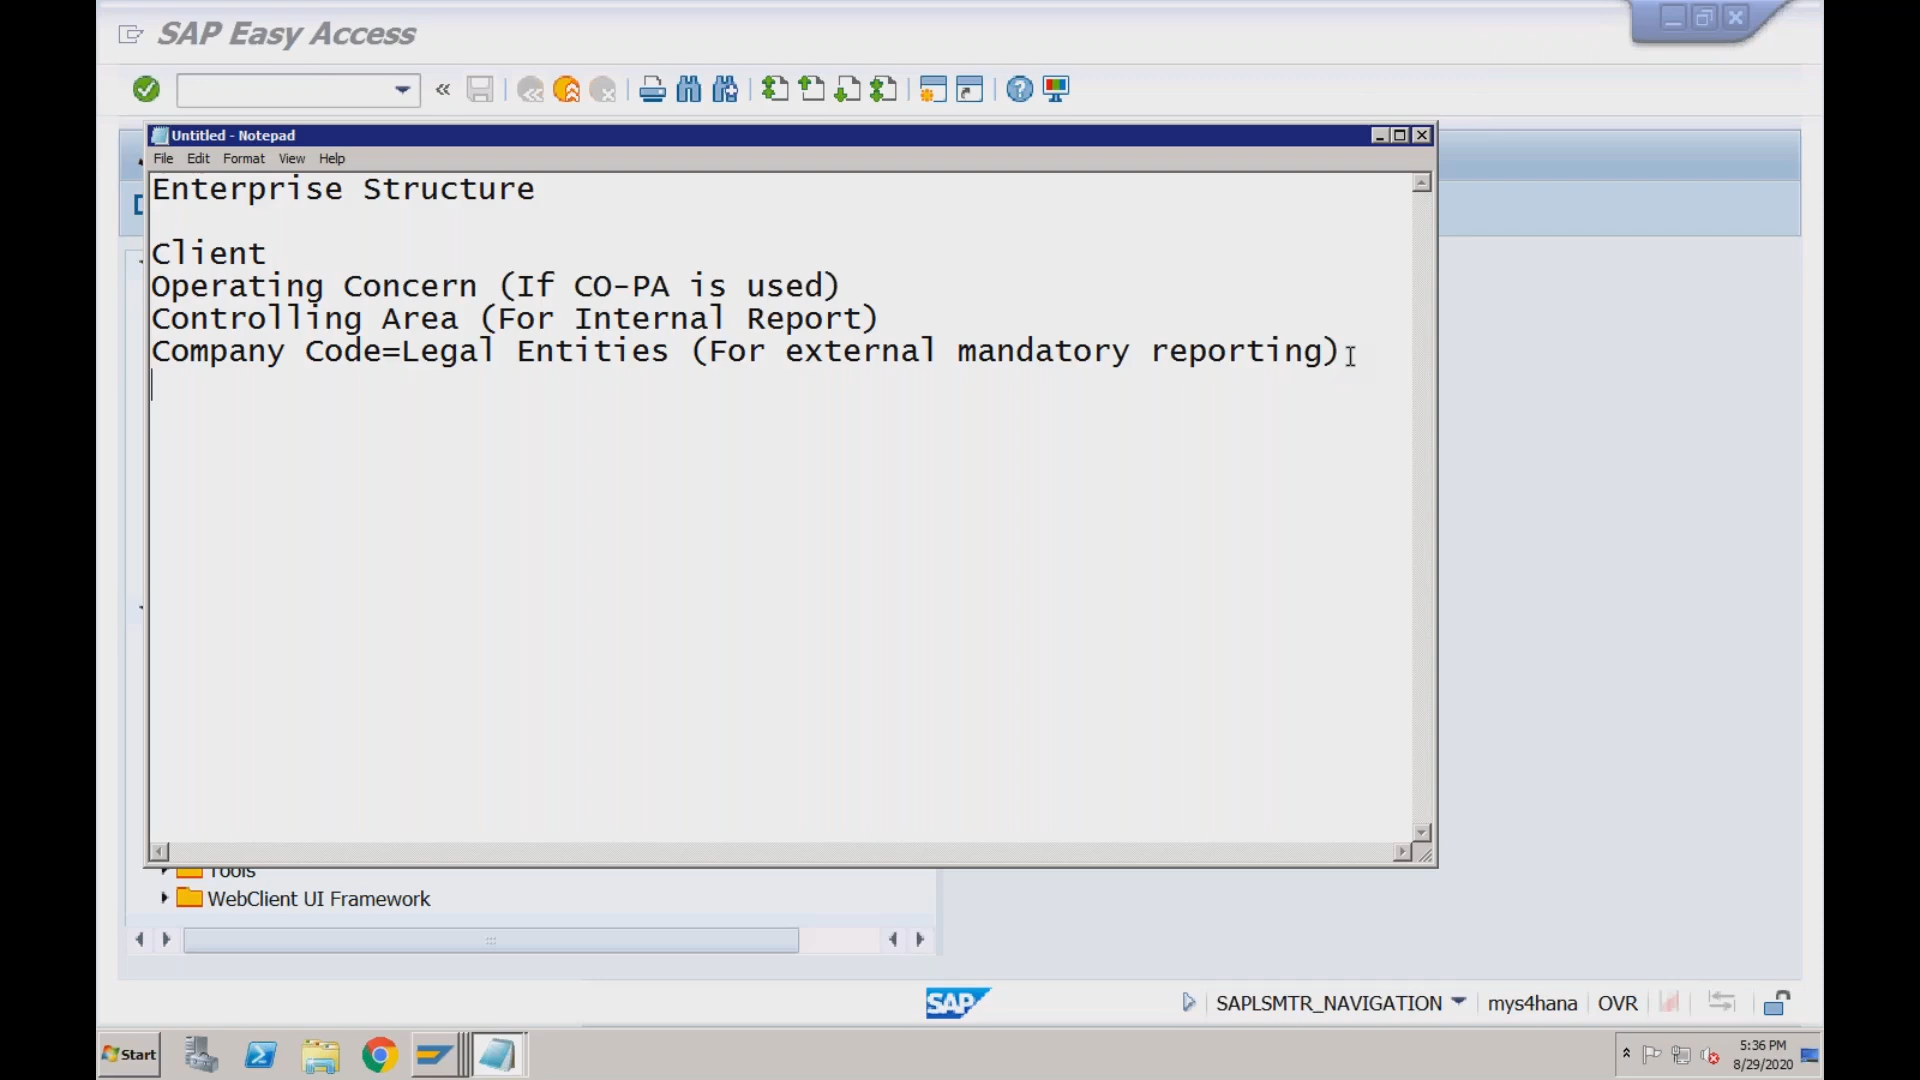 SAP Easy Access
Untitled - Notepad
File Edit Format View Help
Enterprise Structure
Client
Operating Concern (If CO-PA is used)
Controlling Area (For Internal Report)
Company Code=Legal Entities (For external mandatory reporting)
Tools
WebClient UI Framework
SAP
SAPLSMTR_NAVIGATION mys4hana OVR
Start
5:36 PM
8/29/2020